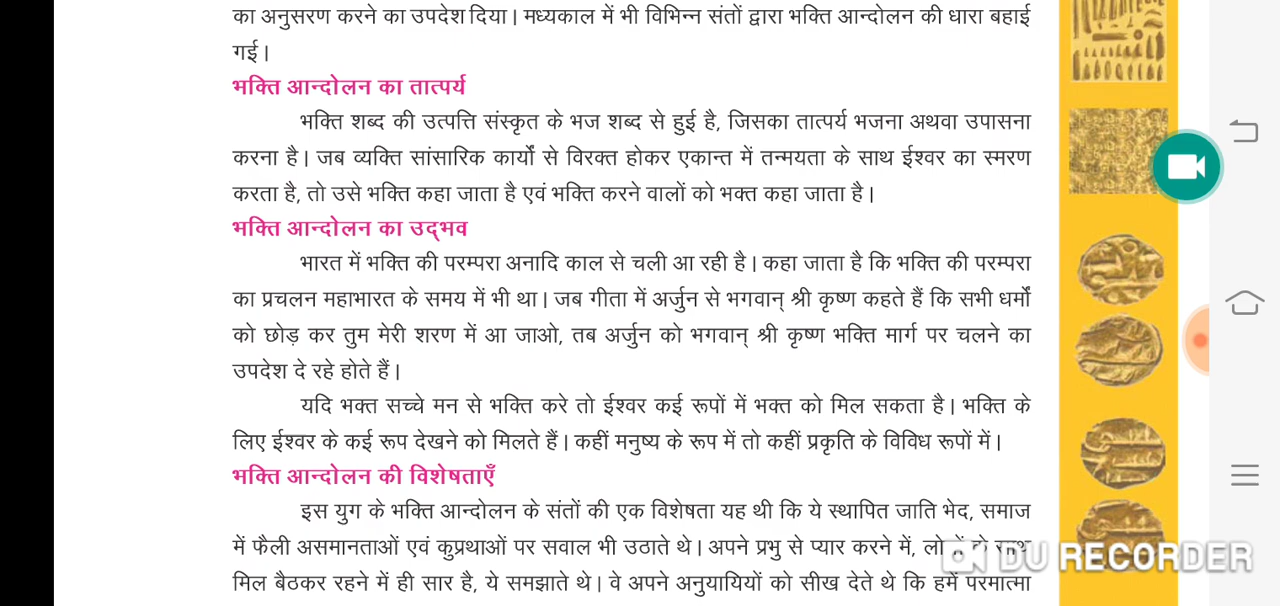 का अनुसरण करने का उपदेश दिया। मध्यकाल में भी विभिन्न संतों द्वारा भक्ति आन्दोलन की धारा बहाई
गई।
भक्ति आन्दोलन का तात्पर्य
भक्ति शब्द की उत्पत्ति संस्कृत के भज शब्द से हुई है, जिसका तात्पर्य भजना अथवा उपासना
करना है। जब व्यक्ति सांसारिक कार्यों से विरक्त होकर एकान्त में तन्मयता के साथ ईश्वर का स्मरण
करता है, तो उसे भक्ति कहा जाता है एवं भक्ति करने वालों को भक्त कहा जाता है।
भक्ति आन्दोलन का उद्‌भव
भारत में भक्ति की परम्परा अनादि काल से चली आ रही है। कहा जाता है कि भक्ति की परम्परा
का प्रचलन महाभारत के समय में भी था। जब गीता में अर्जुन से भगवान् श्री कृष्ण कहते हैं कि सभी धर्मों
को छोड़ कर तुम मेरी शरण में आ जाओ, तब अर्जुन को भगवान् श्री कृष्ण भक्ति मार्ग पर चलने का
उपदेश दे रहे होते हैं।
यदि भक्त सच्चे मन से भक्ति करे तो ईश्वर कई रूपों में भक्त को मिल सकता है। भक्ति के
लिए ईश्वर के कई रूप देखने को मिलते हैं। कहीं मनुष्य के रूप में तो कहीं प्रकृति के विविध रूपों में।
भक्ति आन्दोलन की विशेषताएँ
इस युग के भक्ति आन्दोलन के संतों की एक विशेषता यह थी कि ये स्थापित जाति भेद, समाज
में फैली असमानताओं एवं कुप्रथाओं पर सवाल भी उठाते थे। अपने प्रभु से प्यार करने में, साथ
मिल बैठकर रहने में ही सार है, ये समझाते थे। वे अपने अनुयायियों को सीख देते थे कि हमें परमात्मा
DU RECORDER